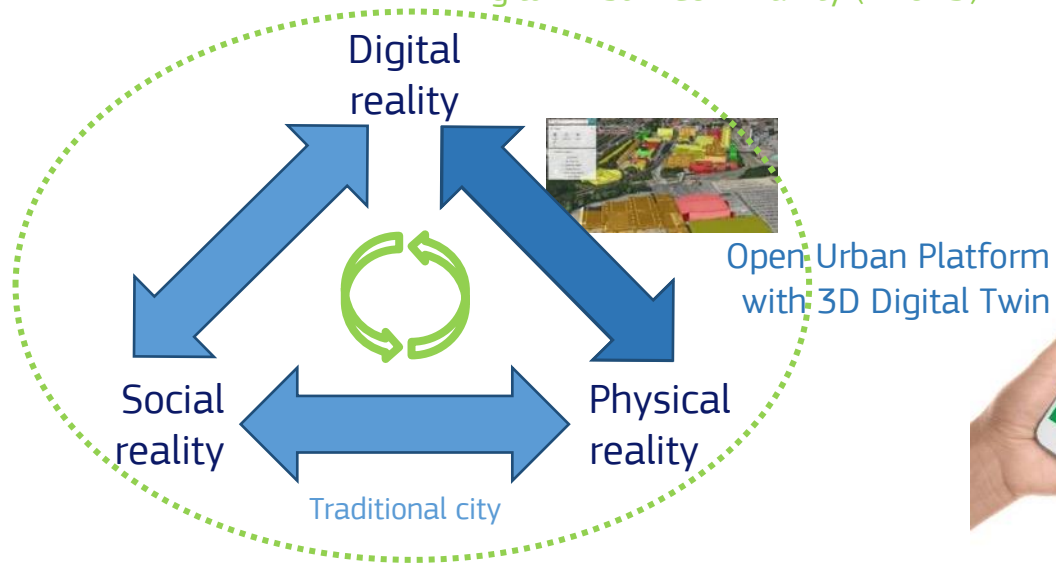 Digital
reality
Open Urban Platform
with 3D Digital Twin
Social
reality
Physical
reality
Traditional city